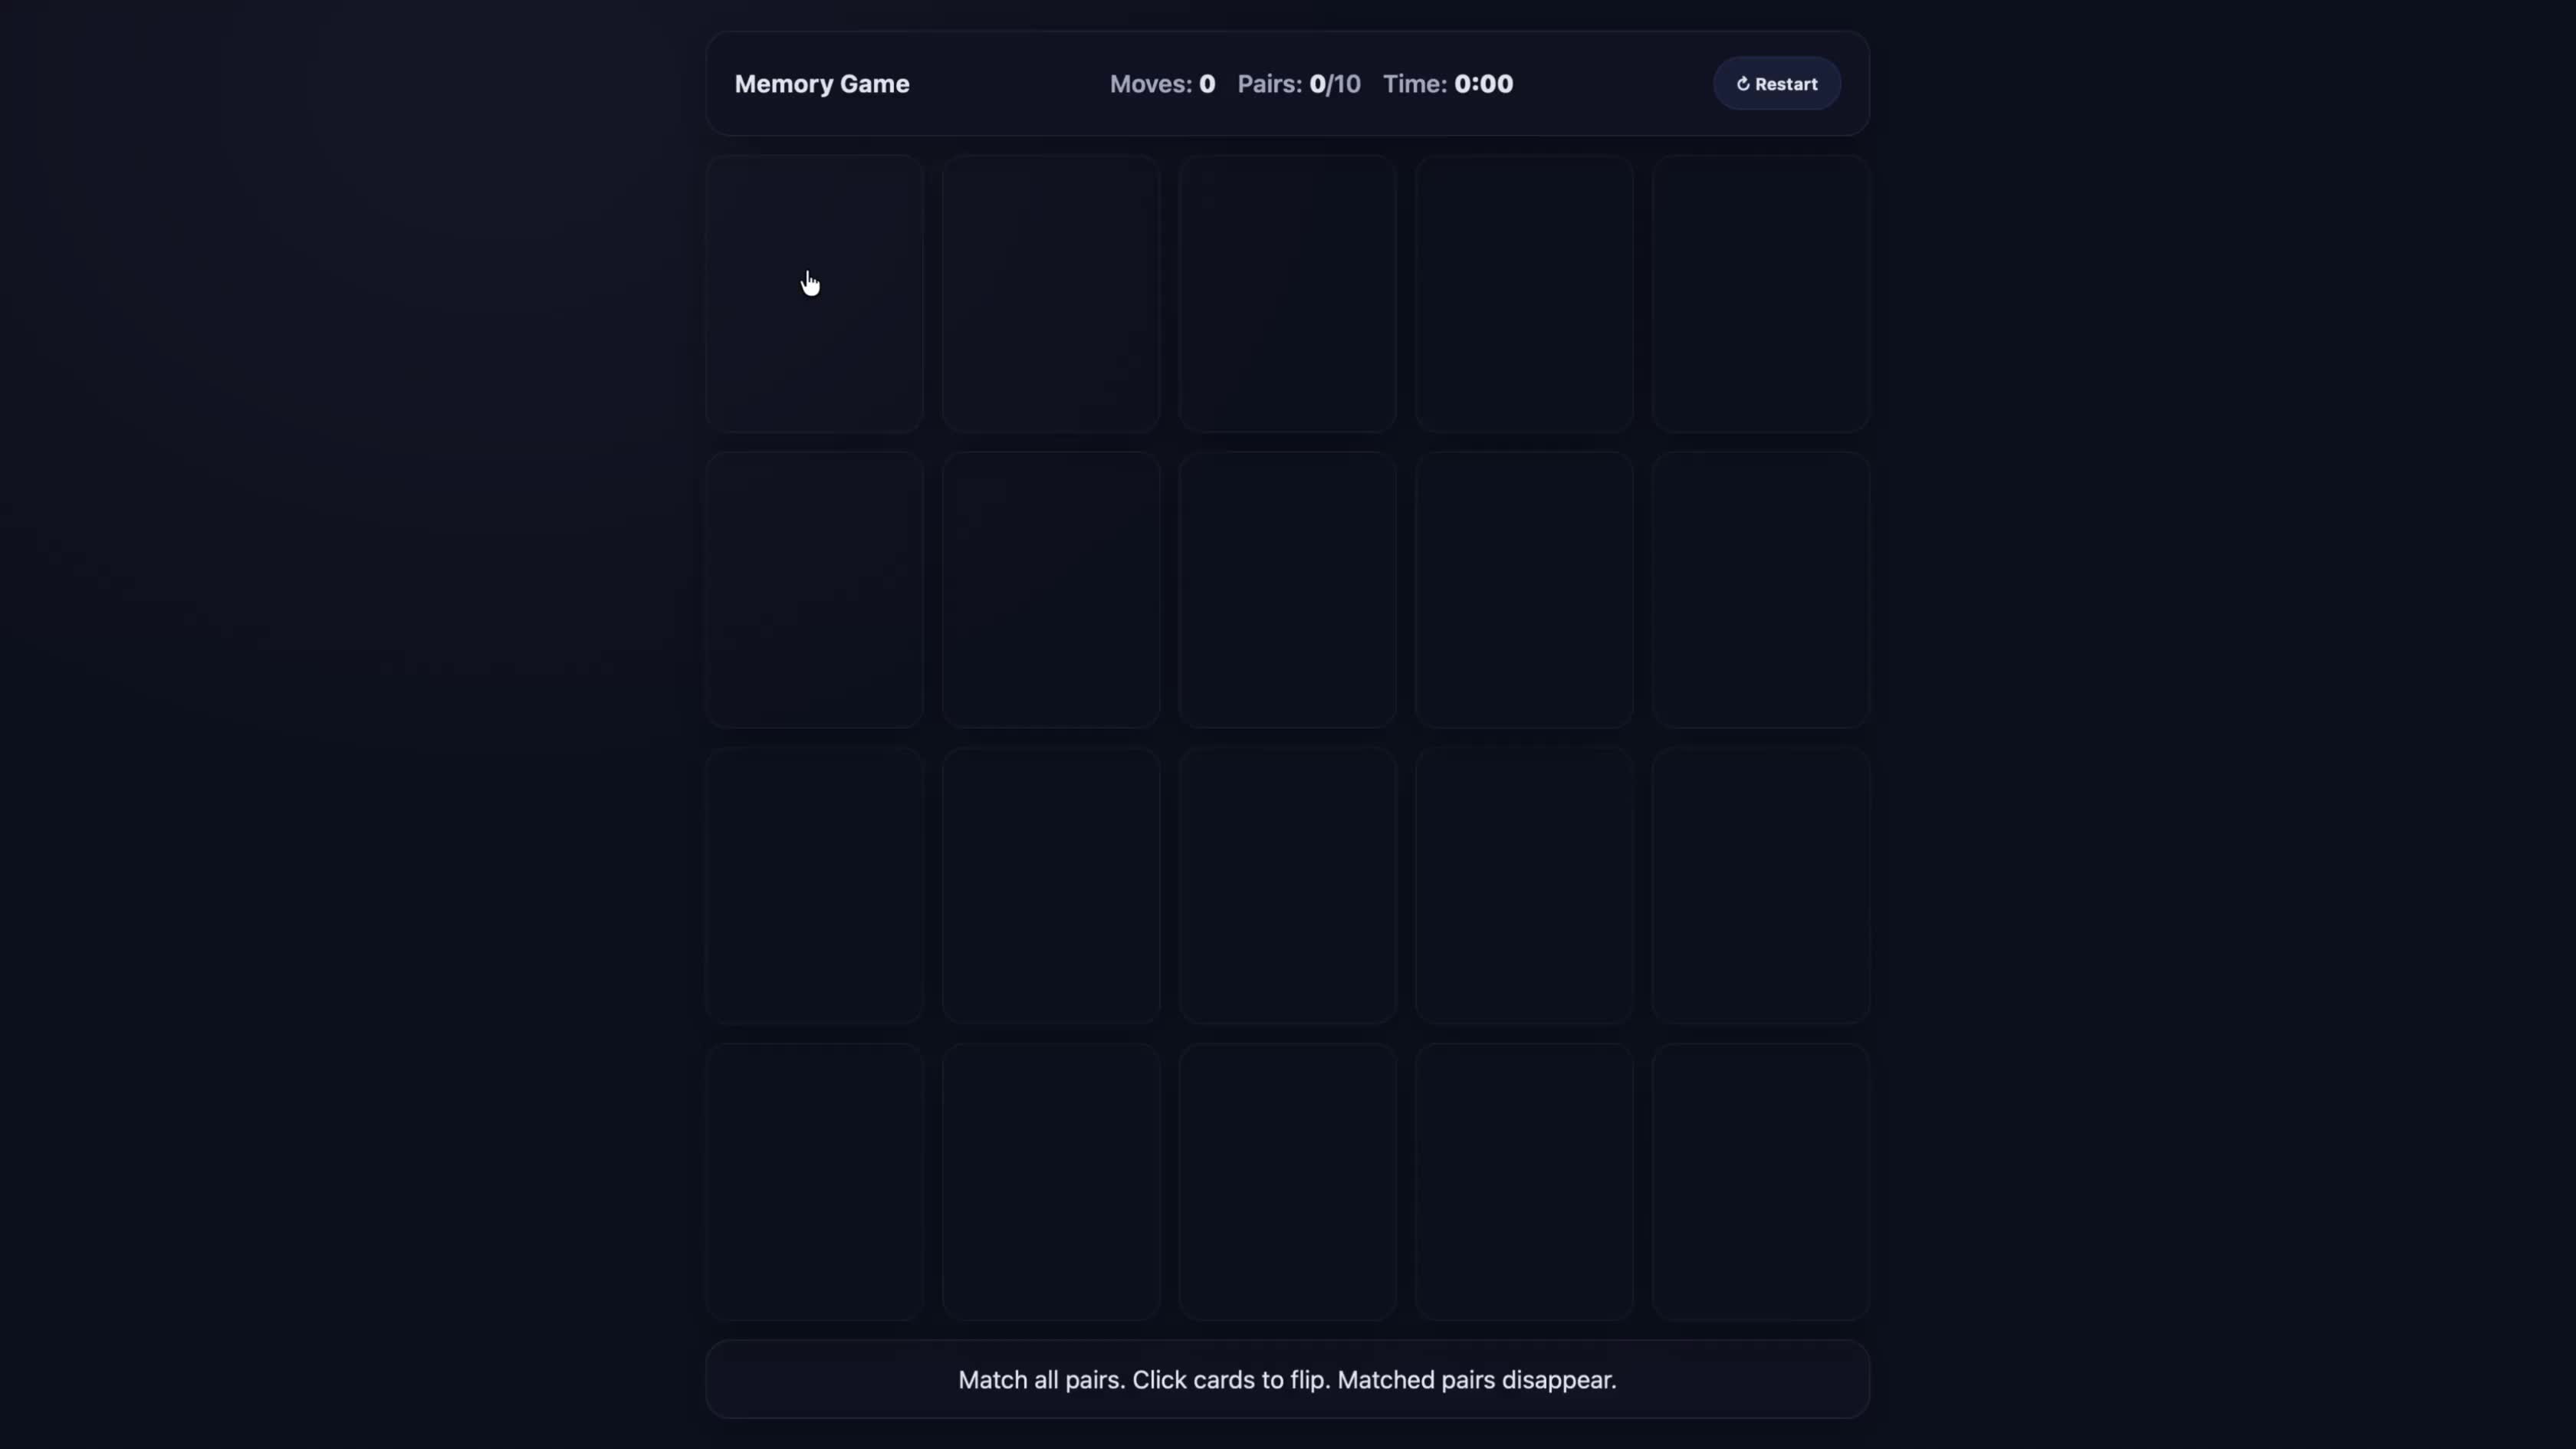 Memory Game
Moves: 0 Pairs: 0/10 Time: 0:00
↻ Restart
Match all pairs. Click cards to flip. Matched pairs disappear.